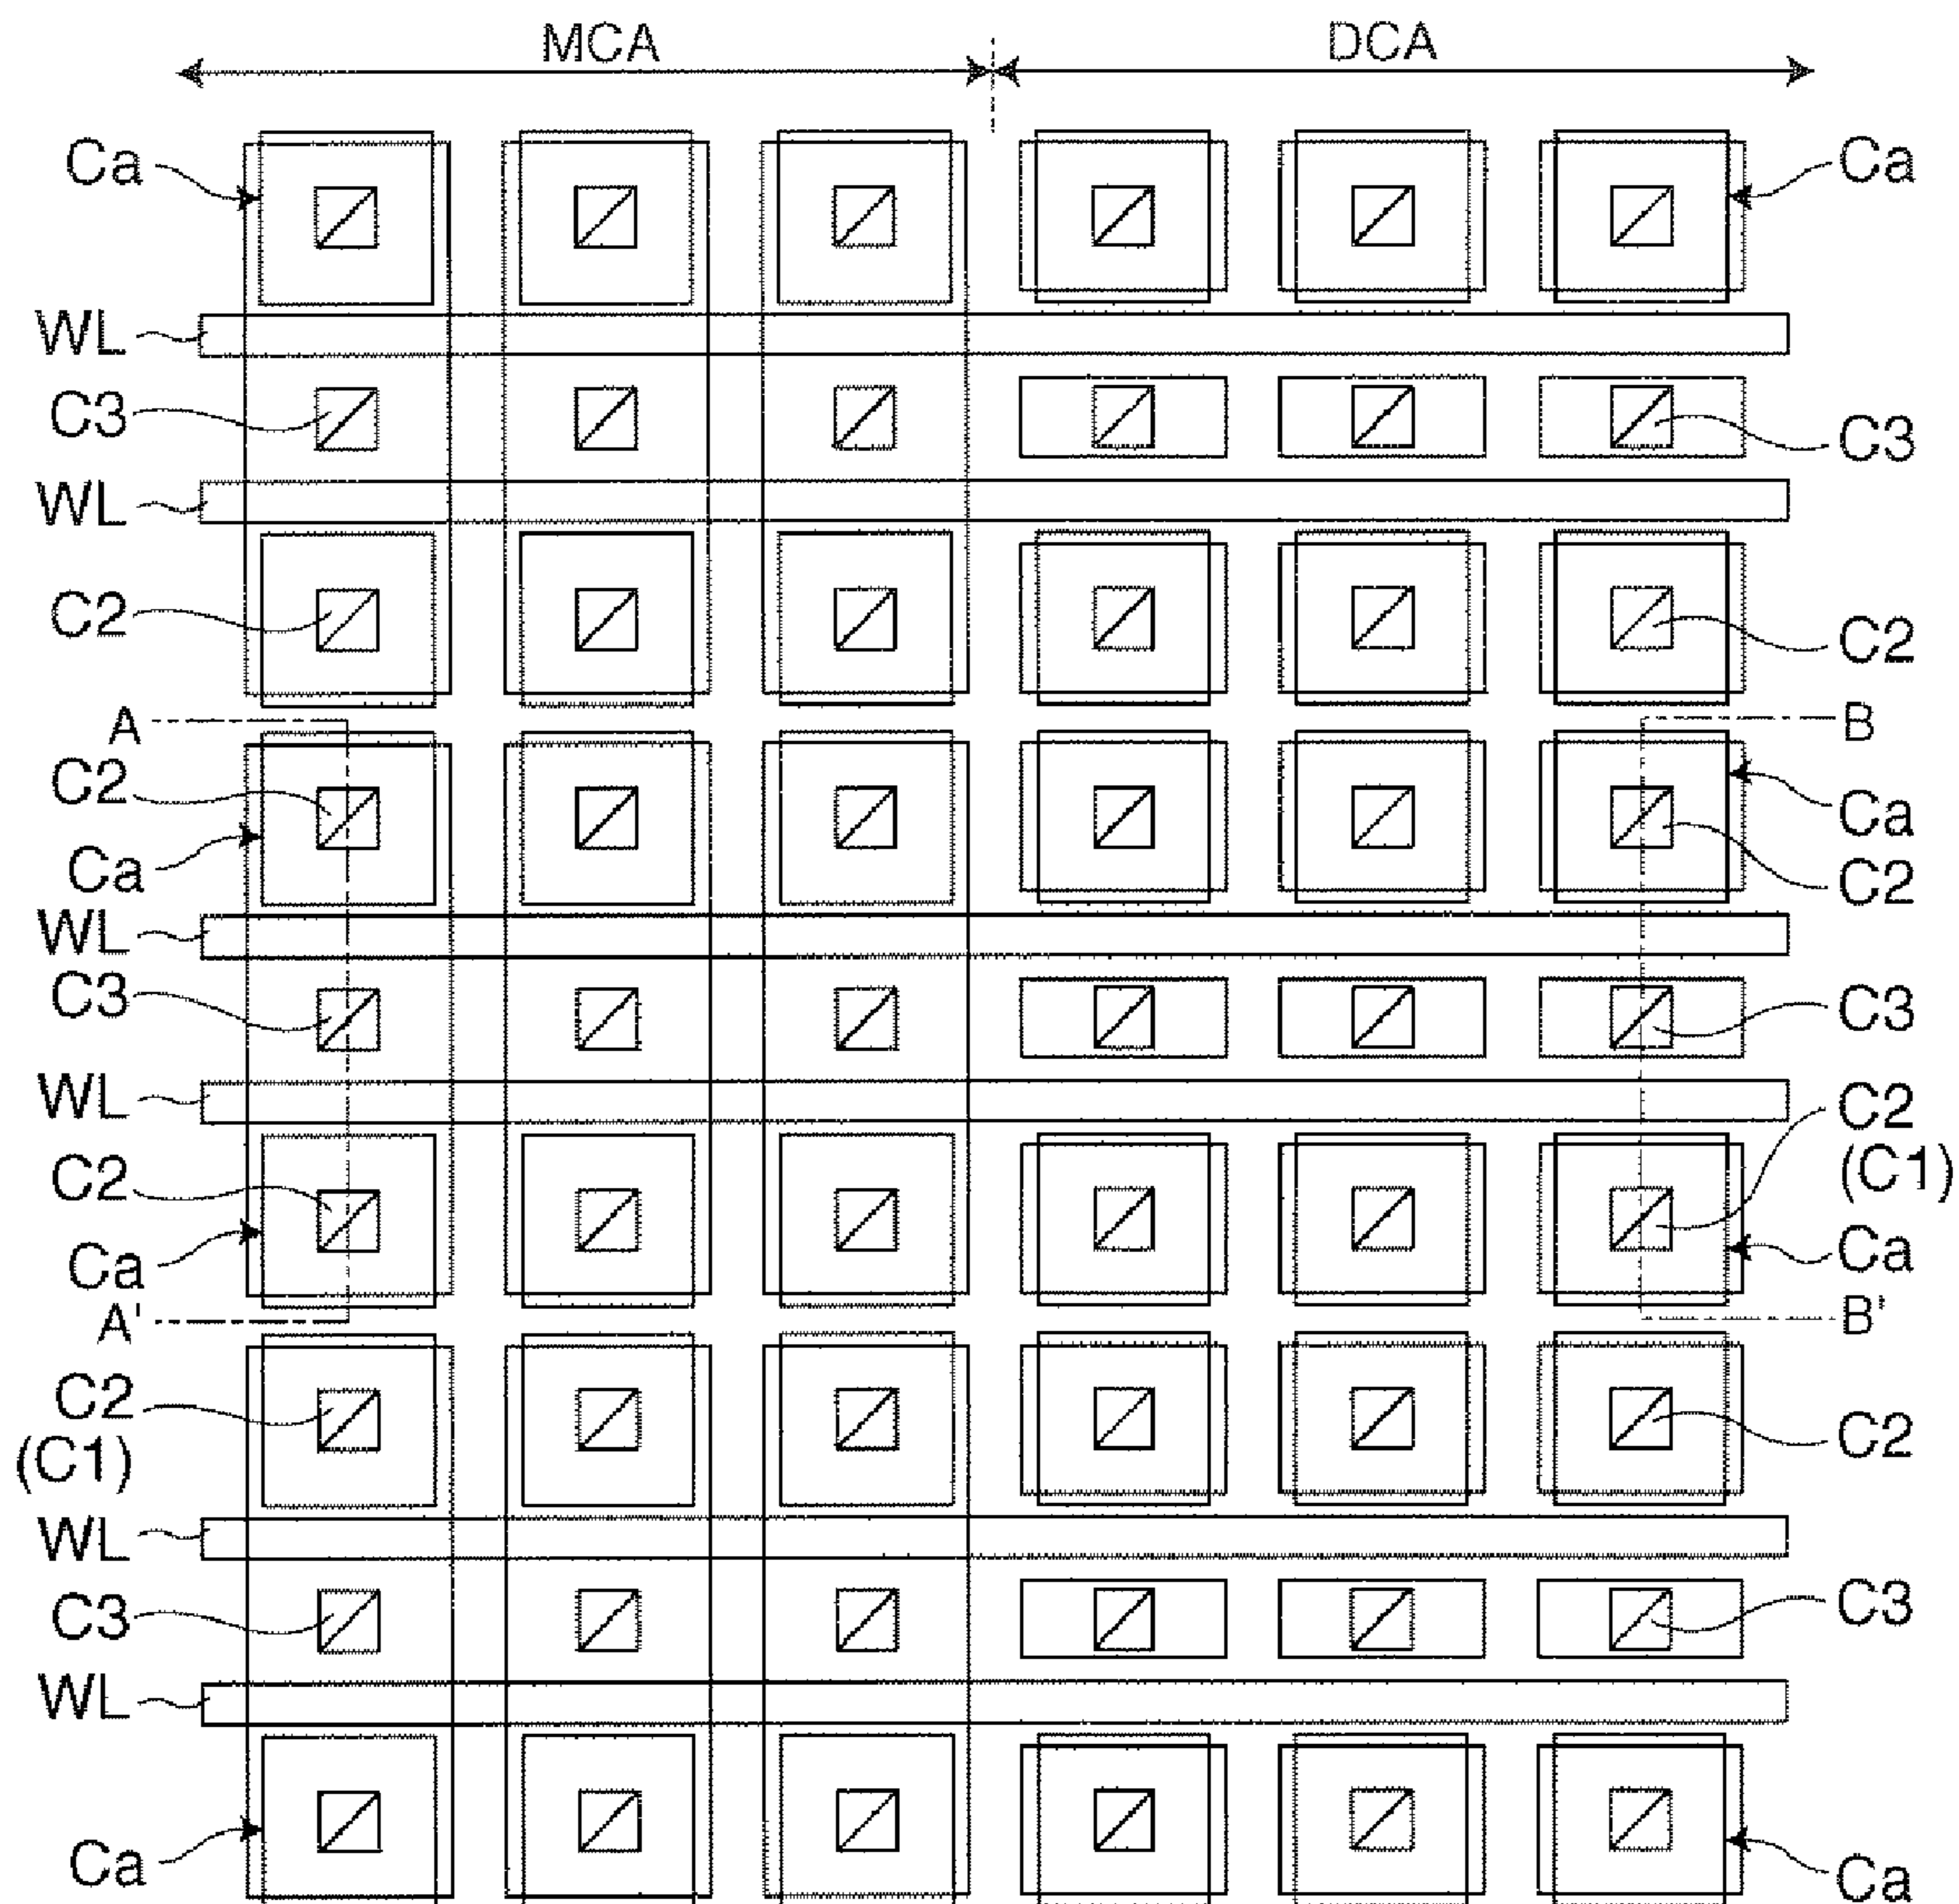 MCA DCA
Ca Ca
WL
C3 C3
WL
C2 C2
A B
C2 Ca
Ca C2
WL
C3 C3
WL C2
C2 (C1)
Ca Ca
A' B'
C2 C2
(C1)
WL
C3 C3
WL
Ca Ca